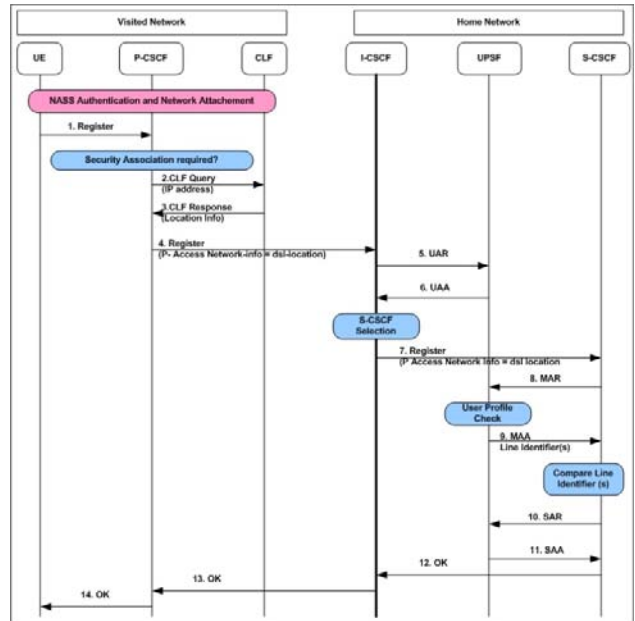 Visited Network
Home Network
UE
P-CSCF
CLF
I-CSCF
UPSF
S-CSCF
NASS Authentication and Network Attachement
1. Register
Security Association required?
2.CLF Query
(IP address)
3.CLF Response
(Location Info)
4. Register
(P- Access Network-info = dsl-location)
5. UAR
6. UAA
S-CSCF
Selection
7. Register
(P Access Network Info = dsl location
8. MAR
User Profile
Check
9. MAA
Line Identifier(s)
Compare Line
Identifier (s)
10. SAR
11. SAA
12. OK
13. OK
14. OK